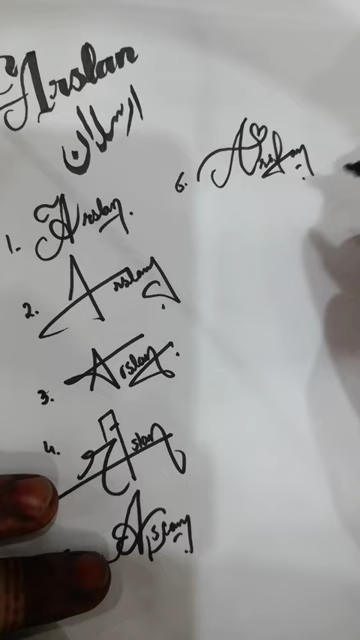 Arslan
ارسلان
1. Arslan.
2. Arslan
3. Arslan.
4. Arslan
Arslan
6. Arslan